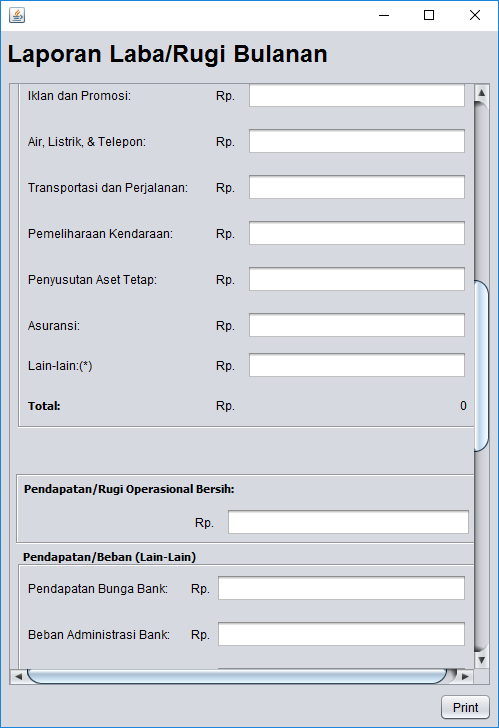 Laporan Laba/Rugi Bulanan
Iklan dan Promosi: Rp.
Air, Listrik, & Telepon: Rp.
Transportasi dan Perjalanan: Rp.
Pemeliharaan Kendaraan: Rp.
Penyusutan Aset Tetap: Rp.
Asuransi: Rp.
Lain-lain:(*) Rp.
Total: Rp. 0
Pendapatan/Rugi Operasional Bersih:
Rp.
Pendapatan/Beban (Lain-Lain)
Pendapatan Bunga Bank: Rp.
Beban Administrasi Bank: Rp.
Print